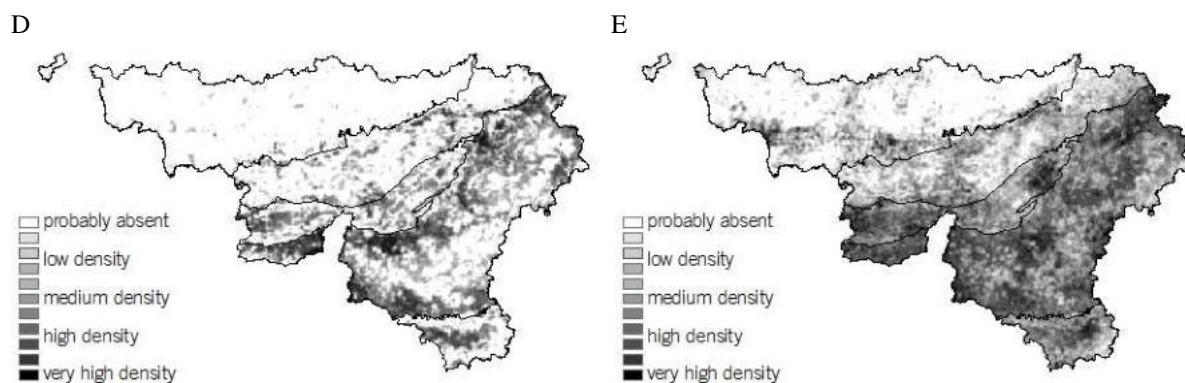 D
E
probably absent
low density
medium density
high density
very high density
probably absent
low density
medium density
high density
very high density